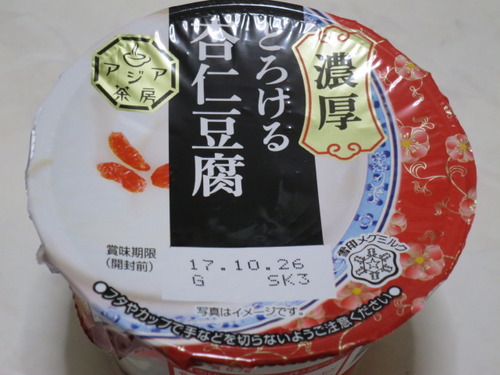 濃厚
とろける
杏仁豆腐
アジア
茶房
賞味期限
(開封前)
17.10.26
G SK3
雪印メグミルク
写真はイメージです。
●フタやカップで手などを切らないようご注意ください●